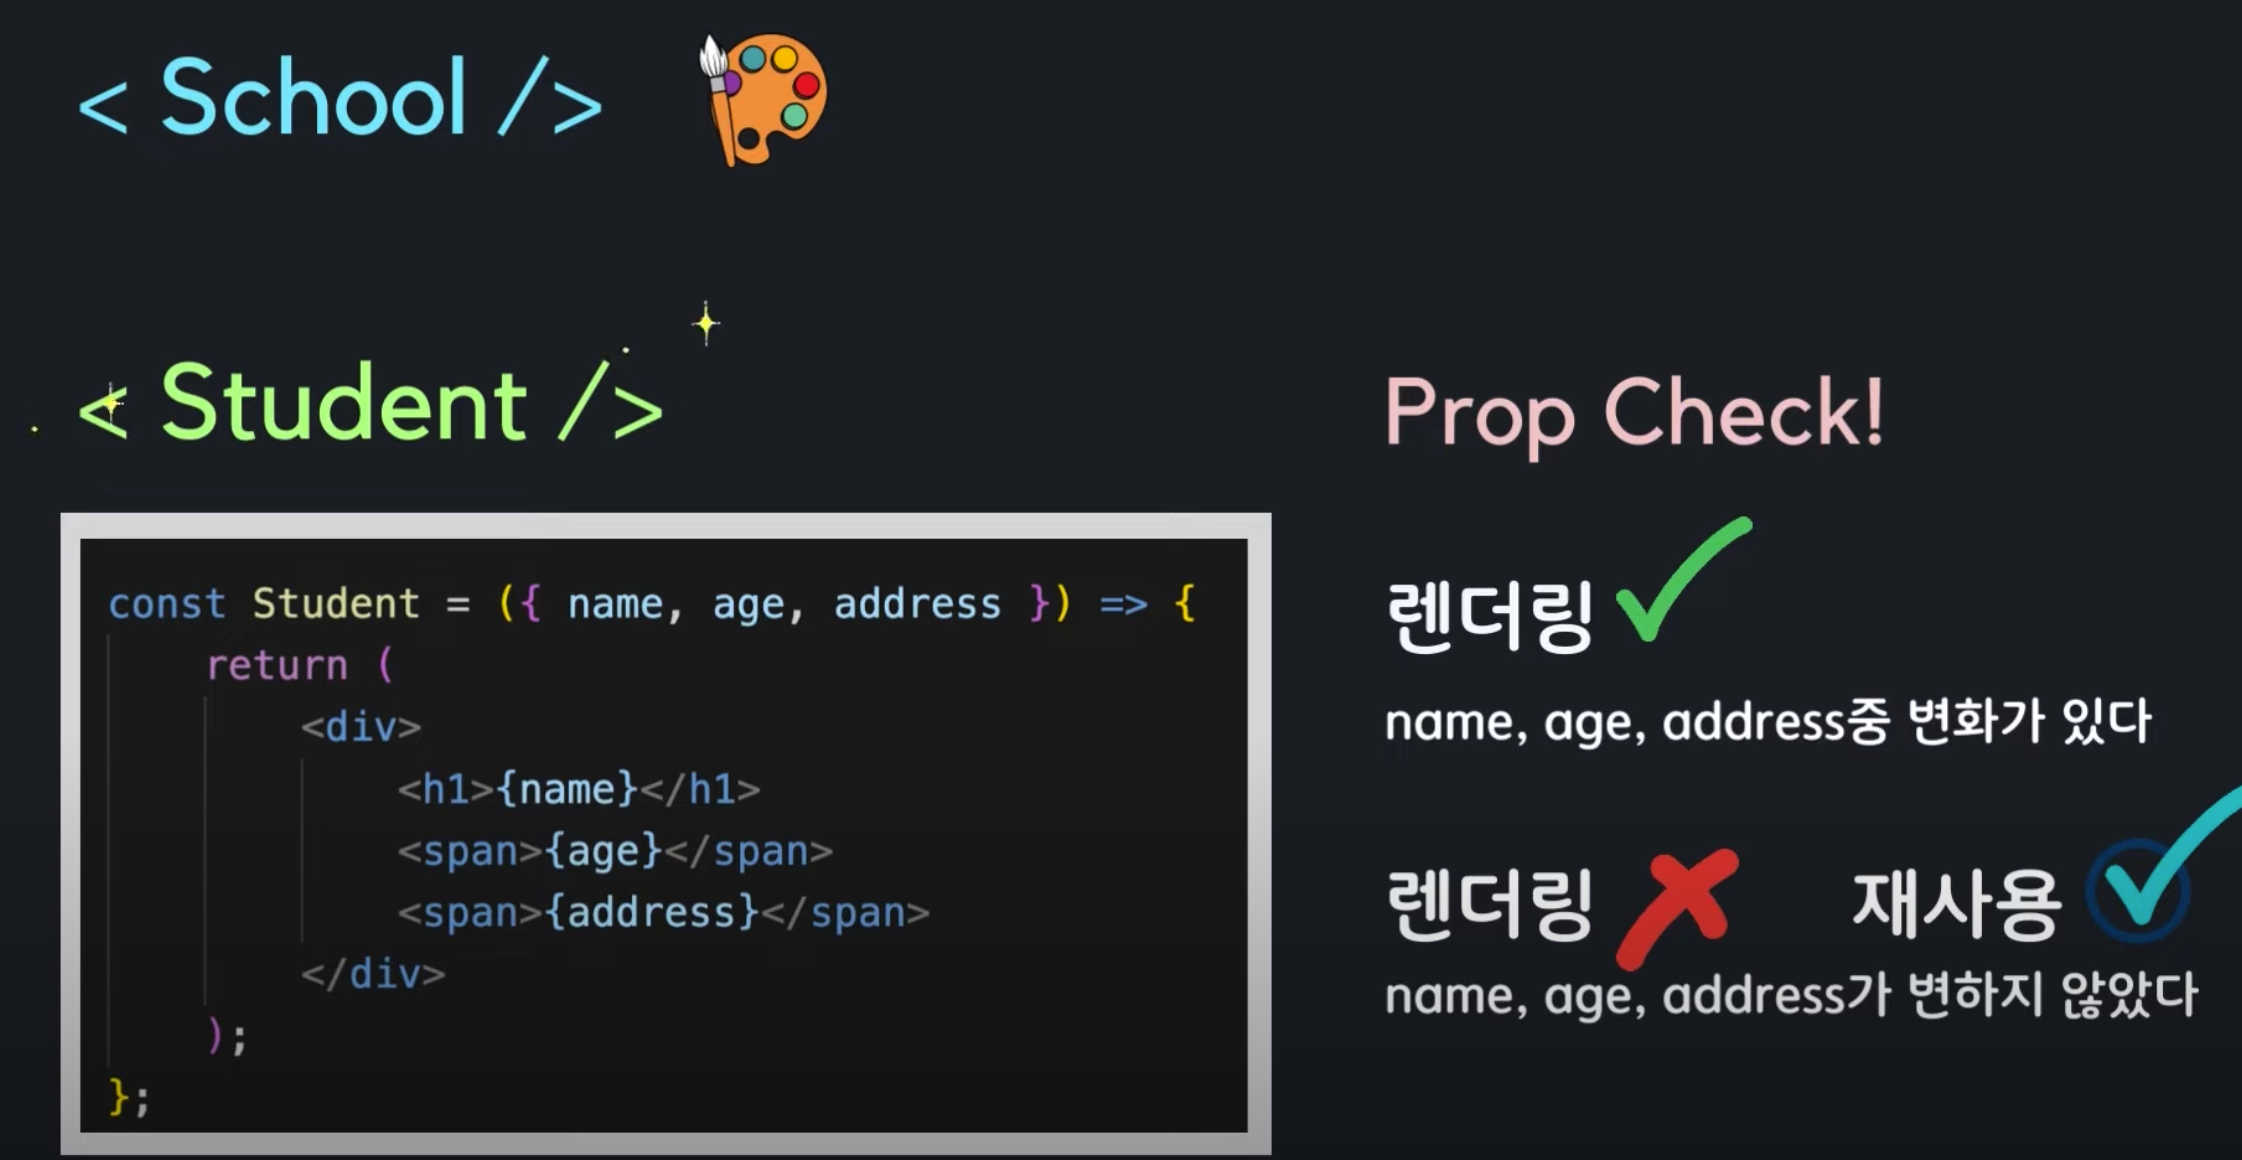 < School />
< Student />
const Student = ({ name, age, address }) => {
return (
<div>
<h1>{name}</h1>
<span>{age}</span>
<span>{address}</span>
</div>
);
};
Prop Check!
렌더링
name, age, address중 변화가 있다
렌더링 재사용
name, age, address가 변하지 않았다